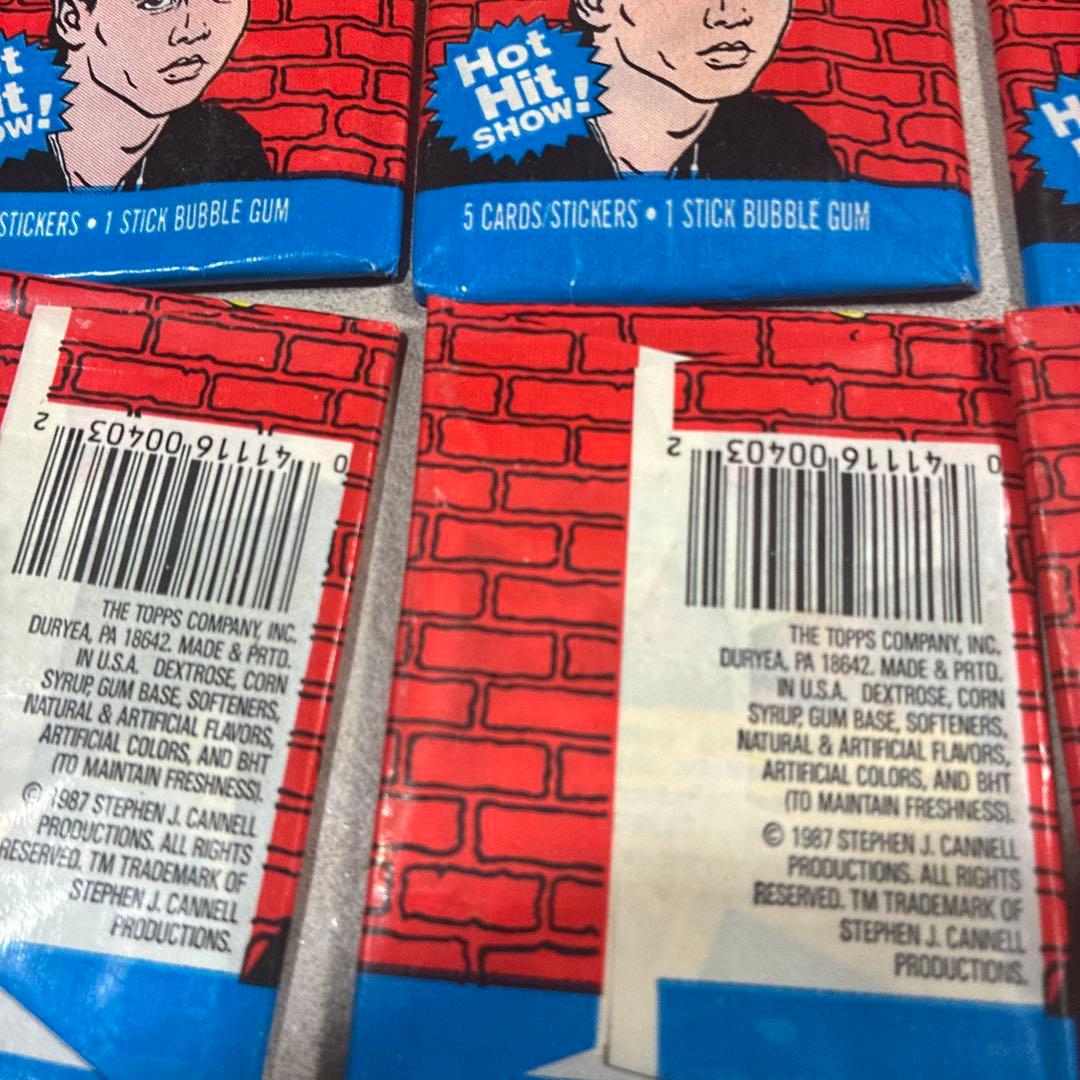 ot
it
OW!
STICKERS • 1 STICK BUBBLE GUM
Hot
Hit
SHOW!
5 CARDS/STICKERS • 1 STICK BUBBLE GUM
H
0 41116 00403 2
THE TOPPS COMPANY, INC.
DURYEA, PA 18642. MADE & PRTD.
IN U.S.A. DEXTROSE, CORN
SYRUP, GUM BASE, SOFTENERS,
NATURAL & ARTIFICIAL FLAVORS,
ARTIFICIAL COLORS, AND BHT
(TO MAINTAIN FRESHNESS).
© 1987 STEPHEN J. CANNELL
PRODUCTIONS. ALL RIGHTS
RESERVED. TM TRADEMARK OF
STEPHEN J. CANNELL
PRODUCTIONS.
0 41116 00403 2
THE TOPPS COMPANY, INC.
DURYEA, PA 18642. MADE & PRTD.
IN U.S.A. DEXTROSE, CORN
SYRUP, GUM BASE, SOFTENERS,
NATURAL & ARTIFICIAL FLAVORS,
ARTIFICIAL COLORS, AND BHT
(TO MAINTAIN FRESHNESS).
© 1987 STEPHEN J. CANNELL
PRODUCTIONS. ALL RIGHTS
RESERVED. TM TRADEMARK OF
STEPHEN J. CANNELL
PRODUCTIONS.